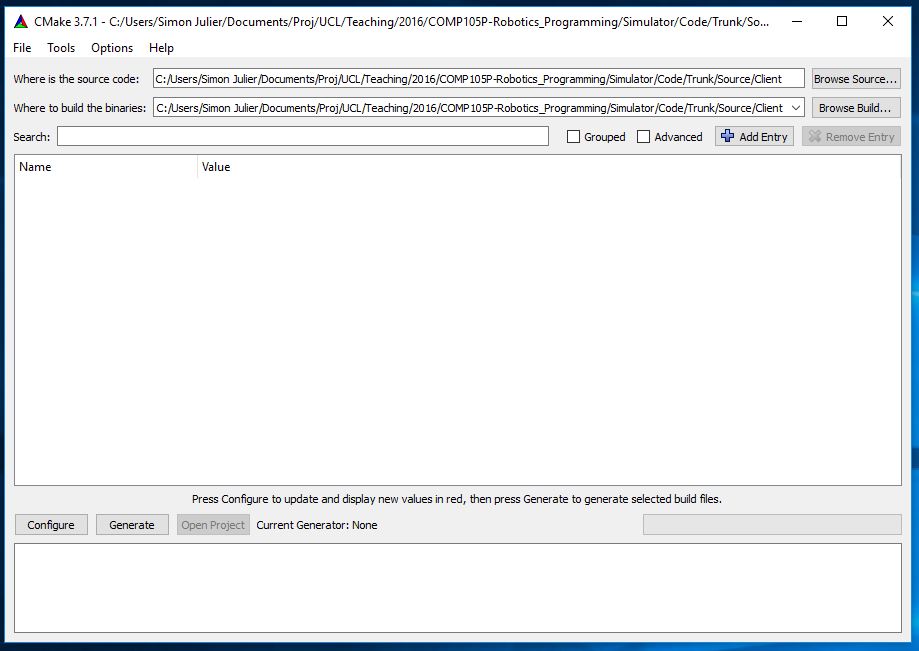 CMake 3.7.1 - C:/Users/Simon Julier/Documents/Proj/UCL/Teaching/2016/COMP105P-Robotics_Programming/Simulator/Code/Trunk/So...
File Tools Options Help
Where is the source code: C:/Users/Simon Julier/Documents/Proj/UCL/Teaching/2016/COMP105P-Robotics_Programming/Simulator/Code/Trunk/Source/Client Browse Source...
Where to build the binaries: C:/Users/Simon Julier/Documents/Proj/UCL/Teaching/2016/COMP105P-Robotics_Programming/Simulator/Code/Trunk/Source/Client Browse Build...
Search: Grouped Advanced Add Entry Remove Entry
Name Value
Press Configure to update and display new values in red, then press Generate to generate selected build files.
Configure Generate Open Project Current Generator: None